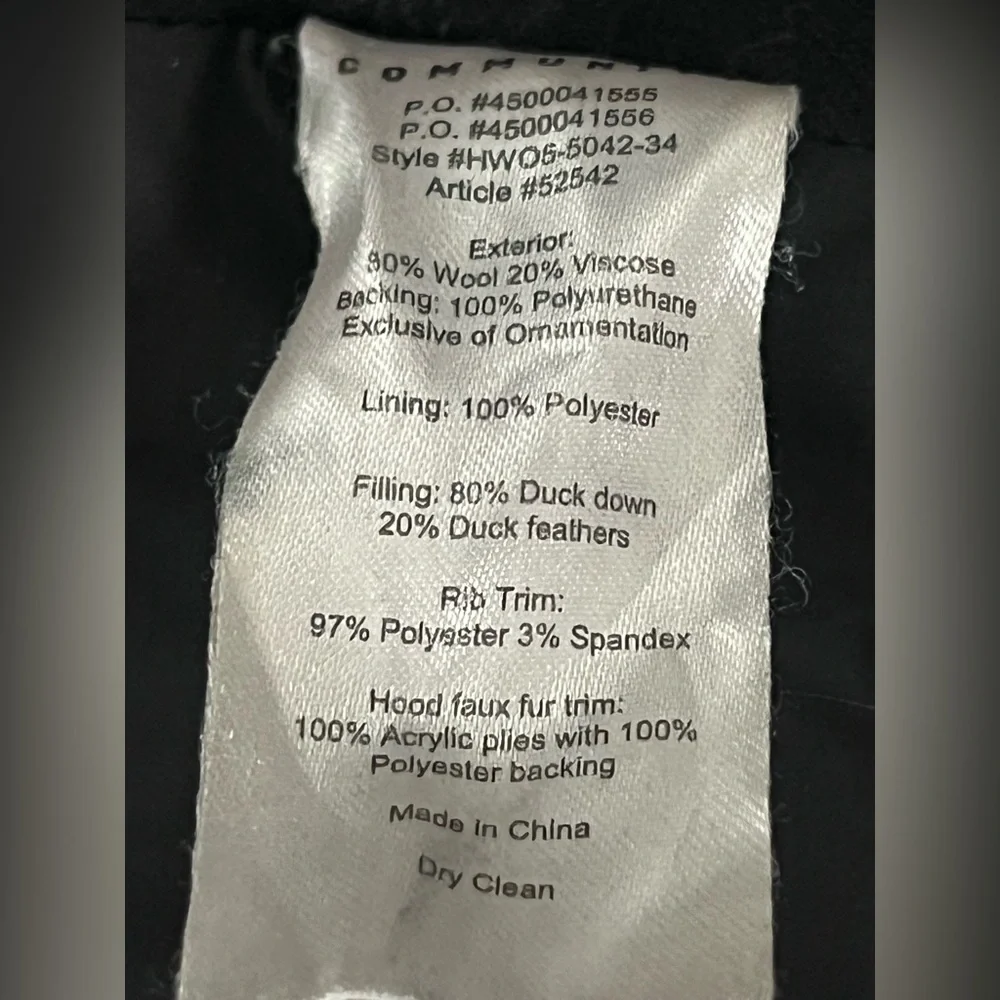 P.O. #4500041555
P.O. #4500041556
Style #HWO5-5042-34
Article #52542
Exterior:
80% Wool 20% Viscose
Backing: 100% Polyurethane
Exclusive of Ornamentation
Lining: 100% Polyester
Filling: 80% Duck down
20% Duck feathers
Rib Trim:
97% Polyester 3% Spandex
Hood faux fur trim:
100% Acrylic plies with 100%
Polyester backing
Made in China
Dry Clean